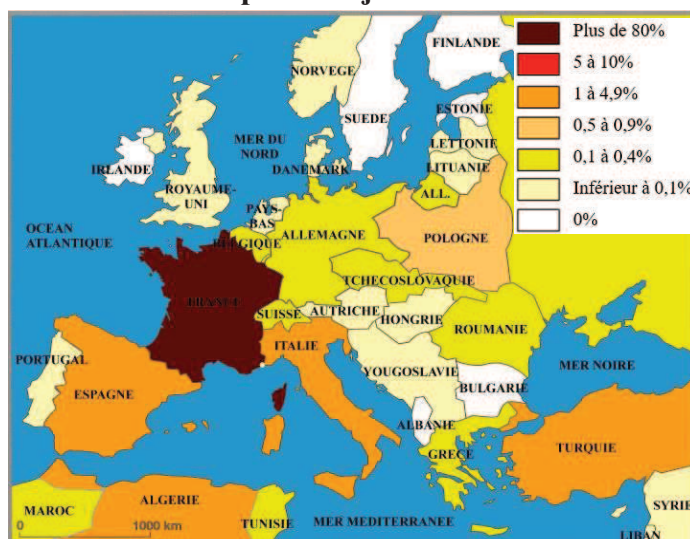 Plus de 80%
5 à 10%
1 à 4,9%
0,5 à 0,9%
0,1 à 0,4%
Inférieur à 0,1%
0%
FINLANDE
NORVEGE
SUEDE
ESTONIE
LETTONIE
LITUANIE
MER DU
NORD
DANEMARK
IRLANDE
ROYAUME-
UNI
PAYS-
BAS
ALL.
OCEAN
ATLANTIQUE
BELGIQUE
ALLEMAGNE
POLOGNE
TCHECOSLOVAQUIE
FRANCE
SUISSE
AUTRICHE
HONGRIE
ROUMANIE
ITALIE
PORTUGAL
ESPAGNE
YOUGOSLAVIE
MER NOIRE
BULGARIE
ALBANIE
GRECE
TURQUIE
MAROC
ALGERIE
TUNISIE
MER MEDITERRANEE
SYRIE
LIBAN
0
1000 km